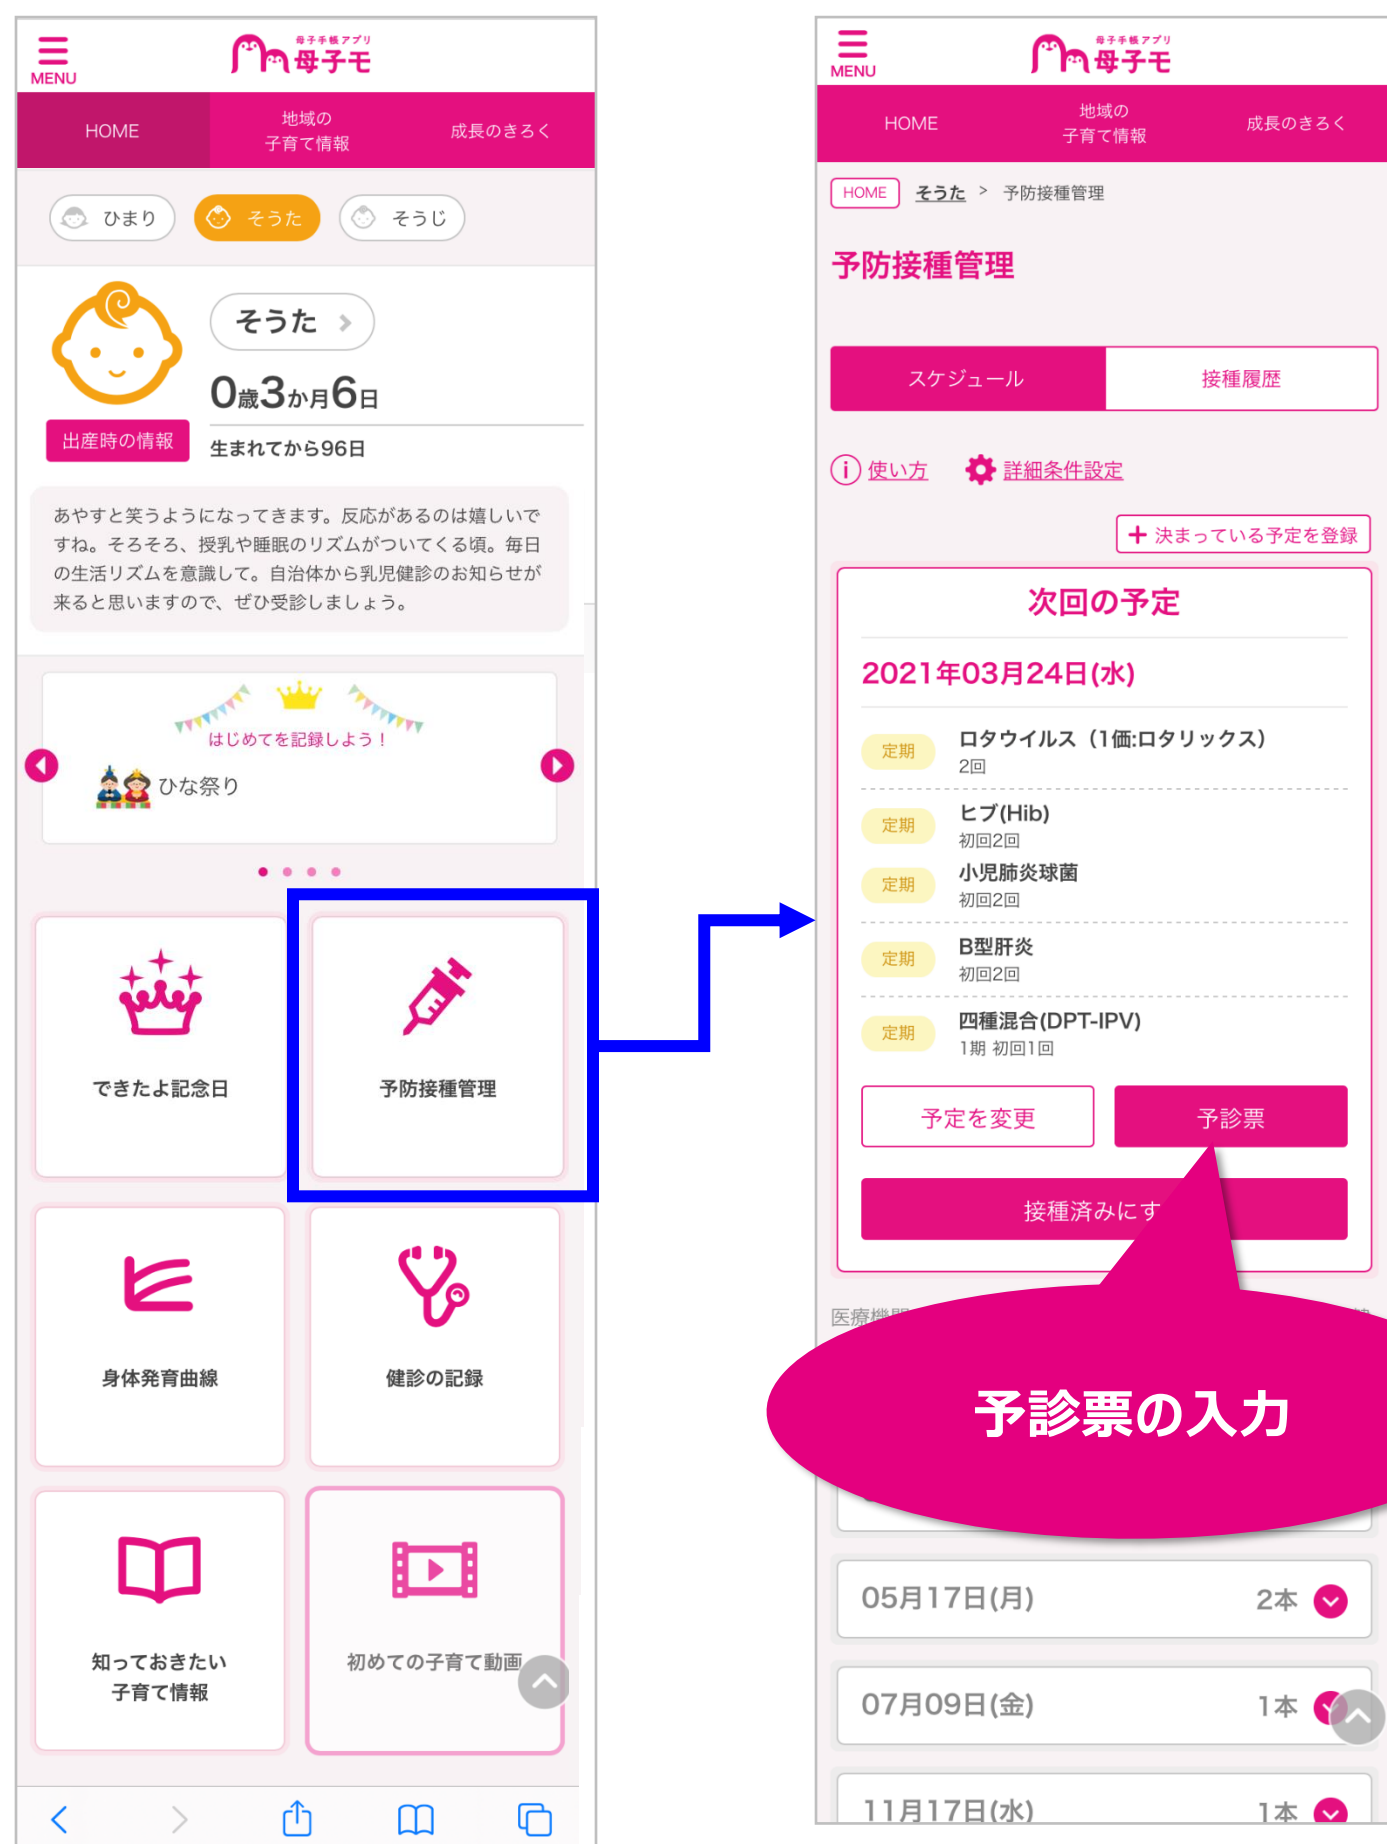 MENU
母子手帳アプリ
母子モ
HOME
地域の
子育て情報
成長のきろく
ひまり
そうた
そうじ
そうた
0歳3か月6日
出産時の情報
生まれてから96日
あやすと笑うようになってきます。反応があるのは嬉しいで
すね。そろそろ、授乳や睡眠のリズムがついてくる頃。毎日
の生活リズムを意識して。自治体から乳児健診のお知らせが
来ると思いますので、ぜひ受診しましょう。
はじめてを記録しよう！
ひな祭り
できたよ記念日
予防接種管理
身体発育曲線
健診の記録
知っておきたい
子育て情報
初めての子育て動画
MENU
母子手帳アプリ
母子モ
HOME
地域の
子育て情報
成長のきろく
HOME そうた > 予防接種管理
予防接種管理
スケジュール
接種履歴
使い方
詳細条件設定
決まっている予定を登録
次回の予定
2021年03月24日(水)
定期
ロタウイルス（1価:ロタリックス）
2回
定期
ヒブ(Hib)
初回2回
定期
小児肺炎球菌
初回2回
定期
B型肝炎
初回2回
定期
四種混合(DPT-IPV)
1期 初回1回
予定を変更
予診票
接種済みにす
医療機
予診票の入力
05月17日(月) 2本
07月09日(金) 1本
11月17日(水) 1本